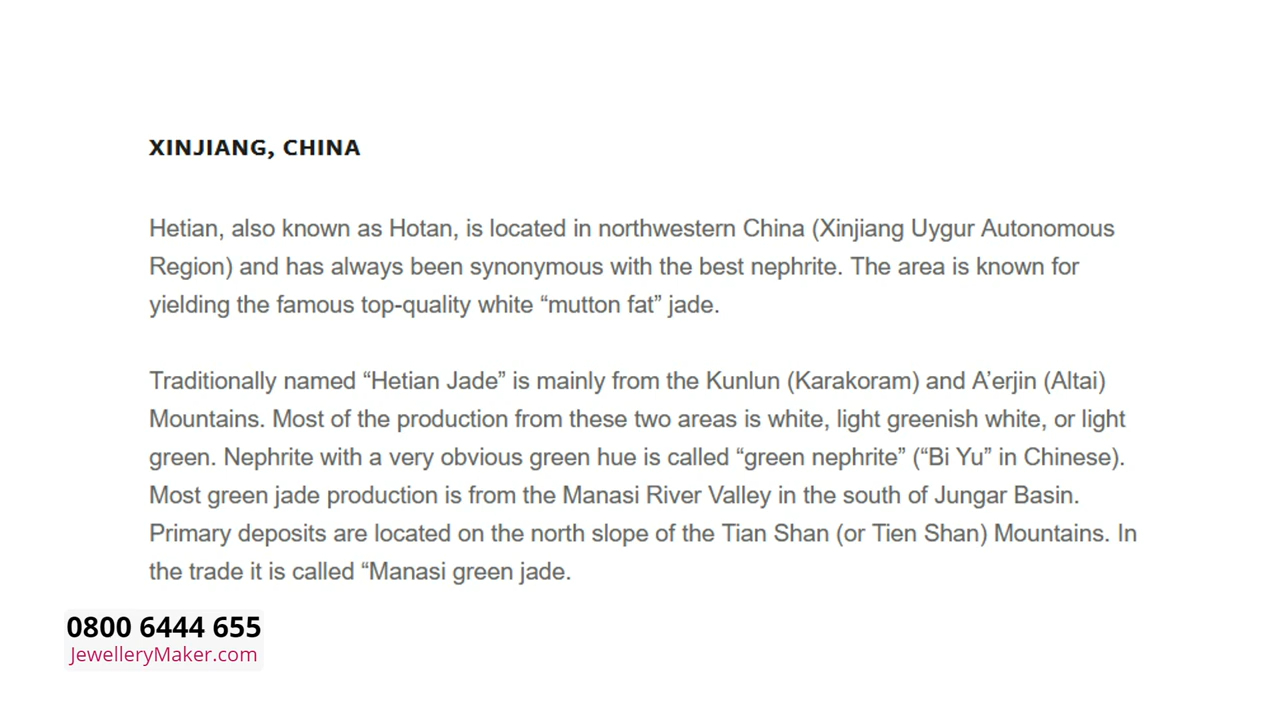 XINJIANG, CHINA
Hetian, also known as Hotan, is located in northwestern China (Xinjiang Uygur Autonomous
Region) and has always been synonymous with the best nephrite. The area is known for
yielding the famous top-quality white “mutton fat” jade.
Traditionally named “Hetian Jade” is mainly from the Kunlun (Karakoram) and A’erjin (Altai)
Mountains. Most of the production from these two areas is white, light greenish white, or light
green. Nephrite with a very obvious green hue is called “green nephrite” (“Bi Yu” in Chinese).
Most green jade production is from the Manasi River Valley in the south of Jungar Basin.
Primary deposits are located on the north slope of the Tian Shan (or Tien Shan) Mountains. In
the trade it is called “Manasi green jade.
0800 6444 655
JewelleryMaker.com